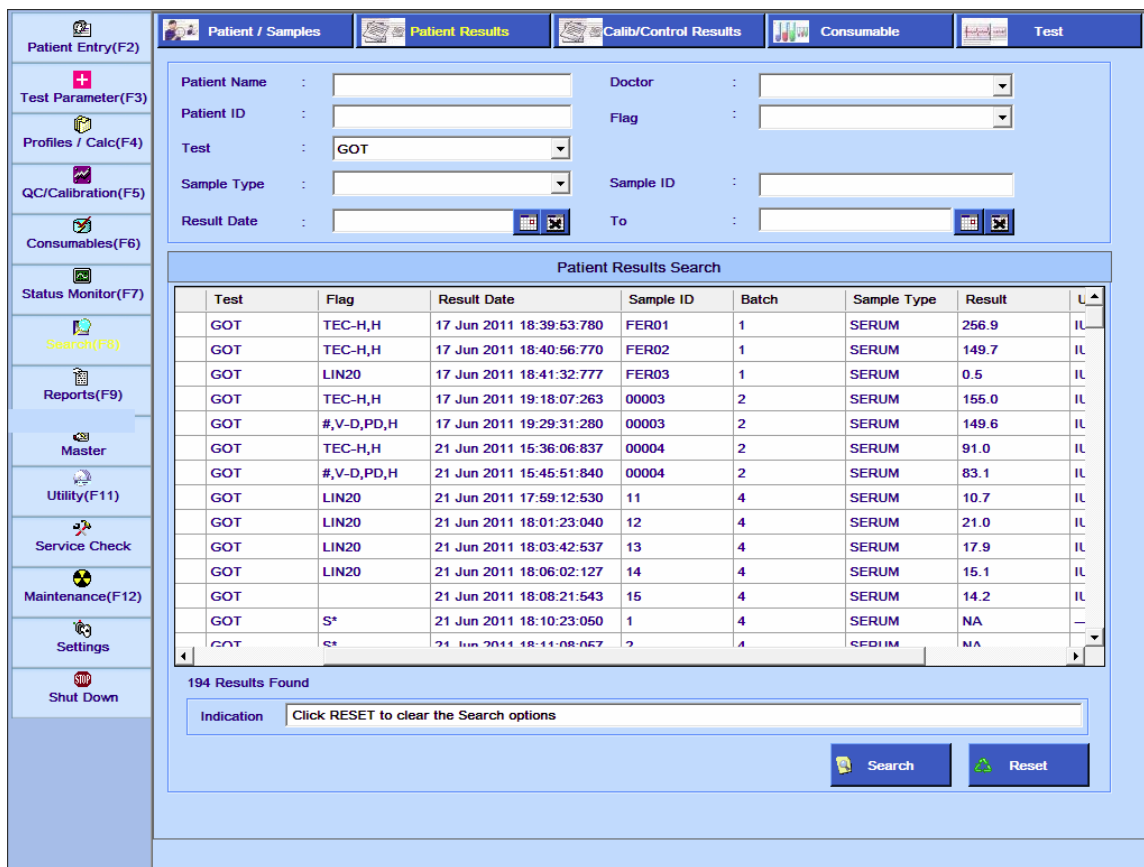 Patient Entry(F2)
Test Parameter(F3)
Profiles / Calc(F4)
QC/Calibration(F5)
Consumables(F6)
Status Monitor(F7)
Search(F8)
Reports(F9)
Master
Utility(F11)
Service Check
Maintenance(F12)
Settings
STOP
Shut Down
Patient / Samples Patient Results Calib/Control Results Consumable Test
Patient Name : Doctor :
Patient ID : Flag :
Test : GOT
Sample Type : Sample ID :
Result Date : To :
Patient Results Search
Test Flag Result Date Sample ID Batch Sample Type Result U
GOT TEC-H,H 17 Jun 2011 18:39:53:780 FER01 1 SERUM 256.9 IU
GOT TEC-H,H 17 Jun 2011 18:40:56:770 FER02 1 SERUM 149.7 IU
GOT LIN20 17 Jun 2011 18:41:32:777 FER03 1 SERUM 0.5 IU
GOT TEC-H,H 17 Jun 2011 19:18:07:263 00003 2 SERUM 155.0 IU
GOT #,V-D,PD,H 17 Jun 2011 19:29:31:280 00003 2 SERUM 149.6 IU
GOT TEC-H,H 21 Jun 2011 15:36:06:837 00004 2 SERUM 91.0 IU
GOT #,V-D,PD,H 21 Jun 2011 15:45:51:840 00004 2 SERUM 83.1 IU
GOT LIN20 21 Jun 2011 17:59:12:530 11 4 SERUM 10.7 IU
GOT LIN20 21 Jun 2011 18:01:23:040 12 4 SERUM 21.0 IU
GOT LIN20 21 Jun 2011 18:03:42:537 13 4 SERUM 17.9 IU
GOT LIN20 21 Jun 2011 18:06:02:127 14 4 SERUM 15.1 IU
GOT 21 Jun 2011 18:08:21:543 15 4 SERUM 14.2 IU
GOT S* 21 Jun 2011 18:10:23:050 1 4 SERUM NA —
GOT S* 21 Jun 2011 18:11:08:057 2 4 SERUM NA
194 Results Found
Indication Click RESET to clear the Search options
Search Reset